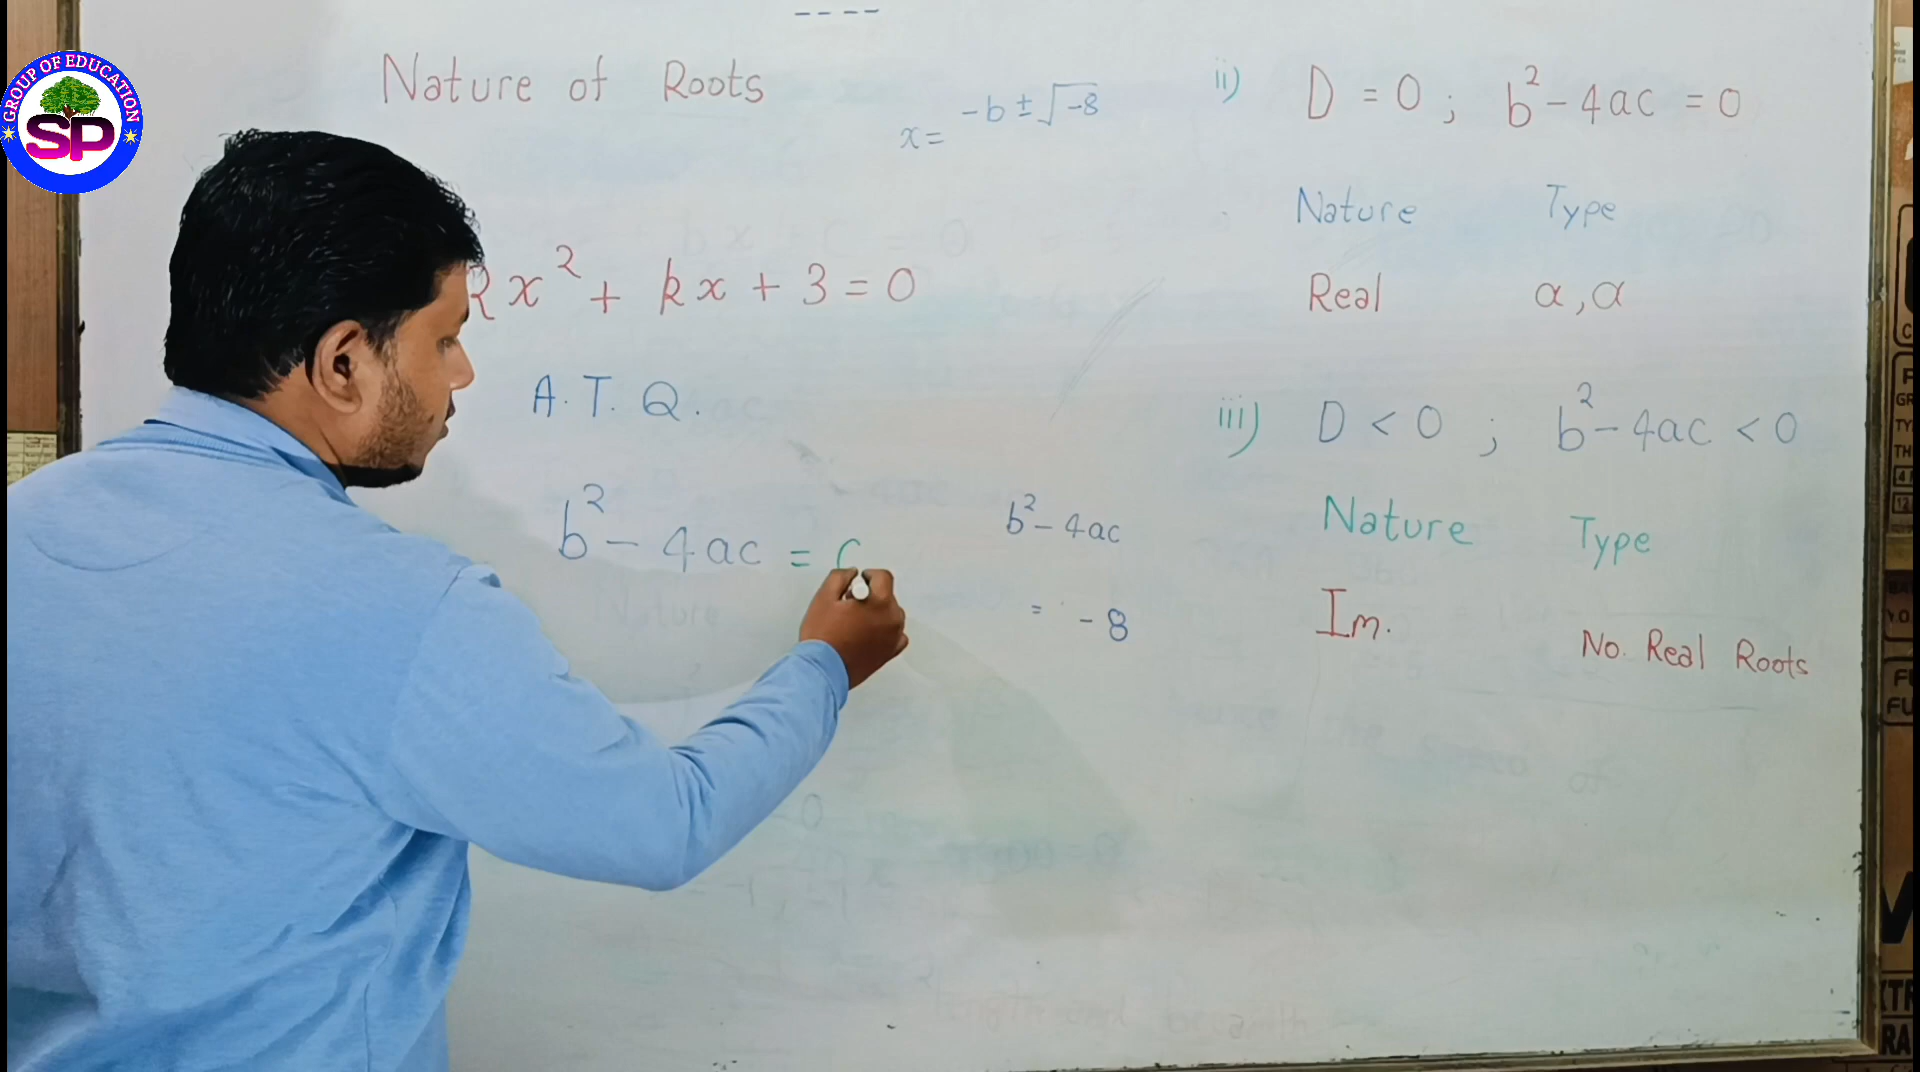 GROUP OF EDUCATION
SP
Nature of Roots
x = -b ± √-8
2x² + kx + 3 = 0
A. T. Q.
b² - 4ac =
b² - 4ac
= -8
ii) D = 0 ; b² - 4ac = 0
Nature Type
Real α, α
iii) D < 0 ; b² - 4ac < 0
Nature Type
Im. No. Real Roots